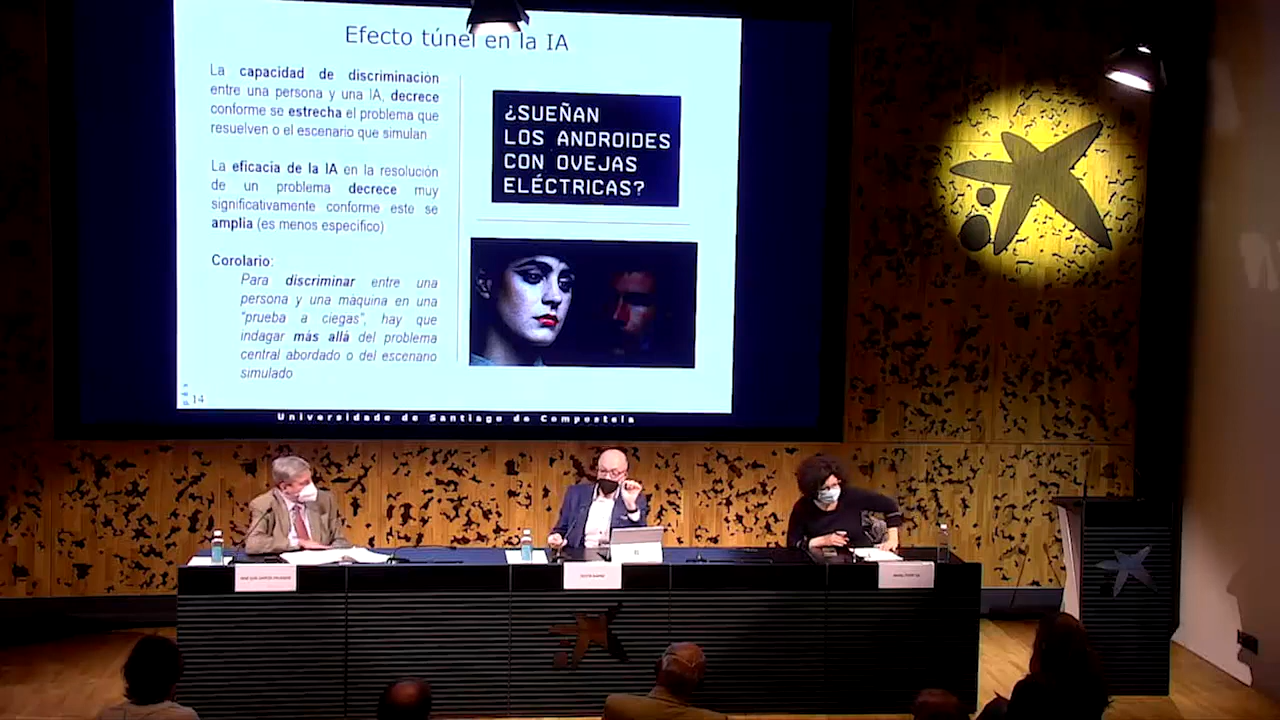 Efecto túnel en la IA
La capacidad de discriminación
entre una persona y una IA, decrece
conforme se estrecha el problema que
resuelven o el escenario que simulan
La eficacia de la IA en la resolución
de un problema decrece muy
significativamente conforme este se
amplia (es menos especifico)
Corolario:
Para discriminar entre una
persona y una máquina en una
"prueba a ciegas", hay que
indagar más allá del problema
central abordado o del escenario
simulado
¿SUEÑAN
LOS ANDROIDES
CON OVEJAS
ELÉCTRICAS?
14
Universidade de Santiago de Compostela